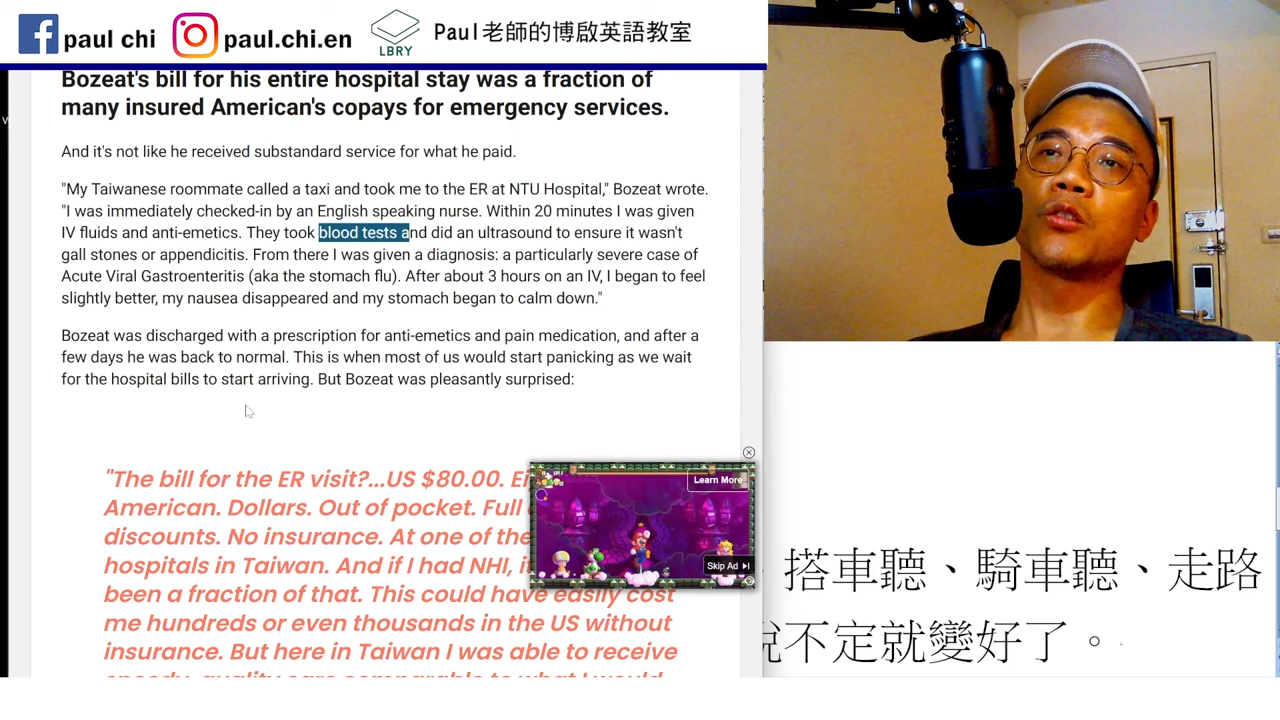 paul chi
paul.chi.en
LBRY
Paul老師的博啟英語教室
Bozeat's bill for his entire hospital stay was a fraction of
many insured American's copays for emergency services.
And it's not like he received substandard service for what he paid.
"My Taiwanese roommate called a taxi and took me to the ER at NTU Hospital," Bozeat wrote.
"I was immediately checked-in by an English speaking nurse. Within 20 minutes I was given
IV fluids and anti-emetics. They took blood tests and did an ultrasound to ensure it wasn't
gall stones or appendicitis. From there I was given a diagnosis: a particularly severe case of
Acute Viral Gastroenteritis (aka the stomach flu). After about 3 hours on an IV, I began to feel
slightly better, my nausea disappeared and my stomach began to calm down."
Bozeat was discharged with a prescription for anti-emetics and pain medication, and after a
few days he was back to normal. This is when most of us would start panicking as we wait
for the hospital bills to start arriving. But Bozeat was pleasantly surprised:
"The bill for the ER visit?...US $80.00.
American. Dollars. Out of pocket. Full
discounts. No insurance. At one of the
hospitals in Taiwan. And if I had NHI,
been a fraction of that. This could have easily cost
me hundreds or even thousands in the US without
insurance. But here in Taiwan I was able to receive
Learn More
Skip Ad
搭車聽、騎車聽、走路
不定就變好了。